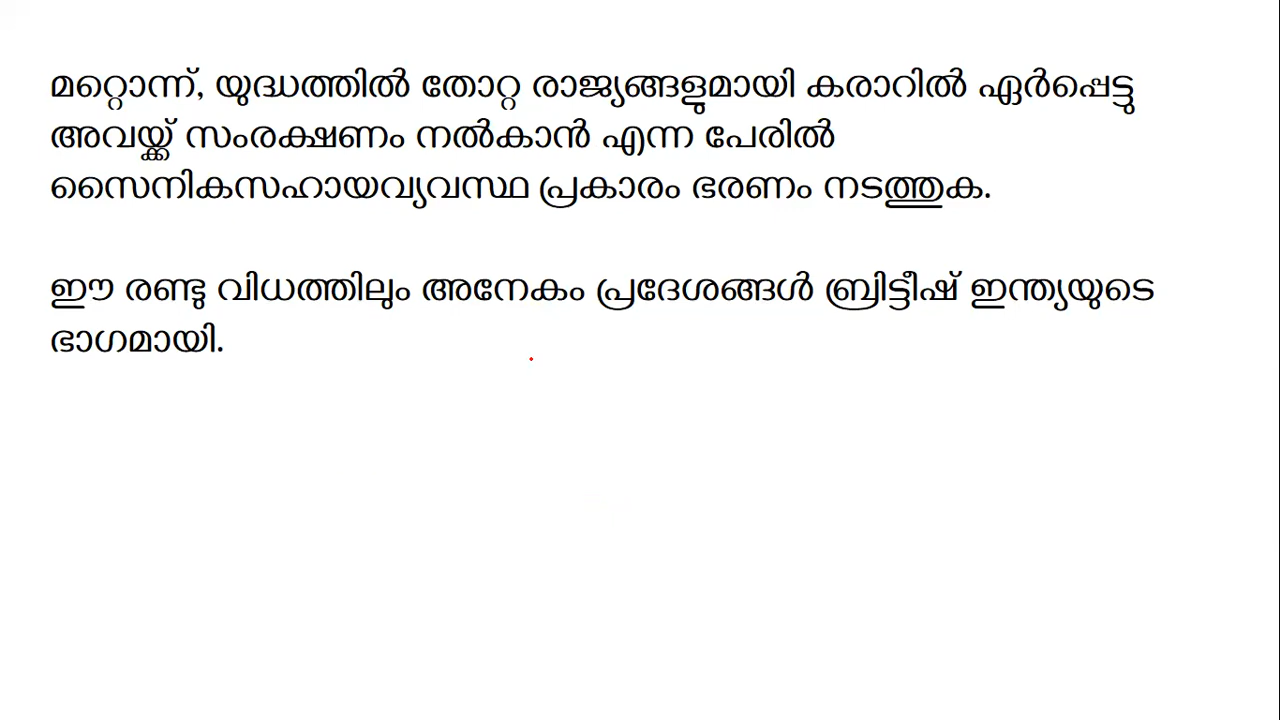 മറ്റൊന്ന്, യുദ്ധത്തിൽ തോറ്റ രാജ്യങ്ങളുമായി കരാറിൽ ഏർപ്പെട്ടു
അവയ്ക്ക് സംരക്ഷണം നൽകാൻ എന്ന പേരിൽ
സൈനികസഹായവ്യവസ്ഥ പ്രകാരം ഭരണം നടത്തുക.
ഈ രണ്ടു വിധത്തിലും അനേകം പ്രദേശങ്ങൾ ബ്രിട്ടീഷ് ഇന്ത്യയുടെ
ഭാഗമായി.